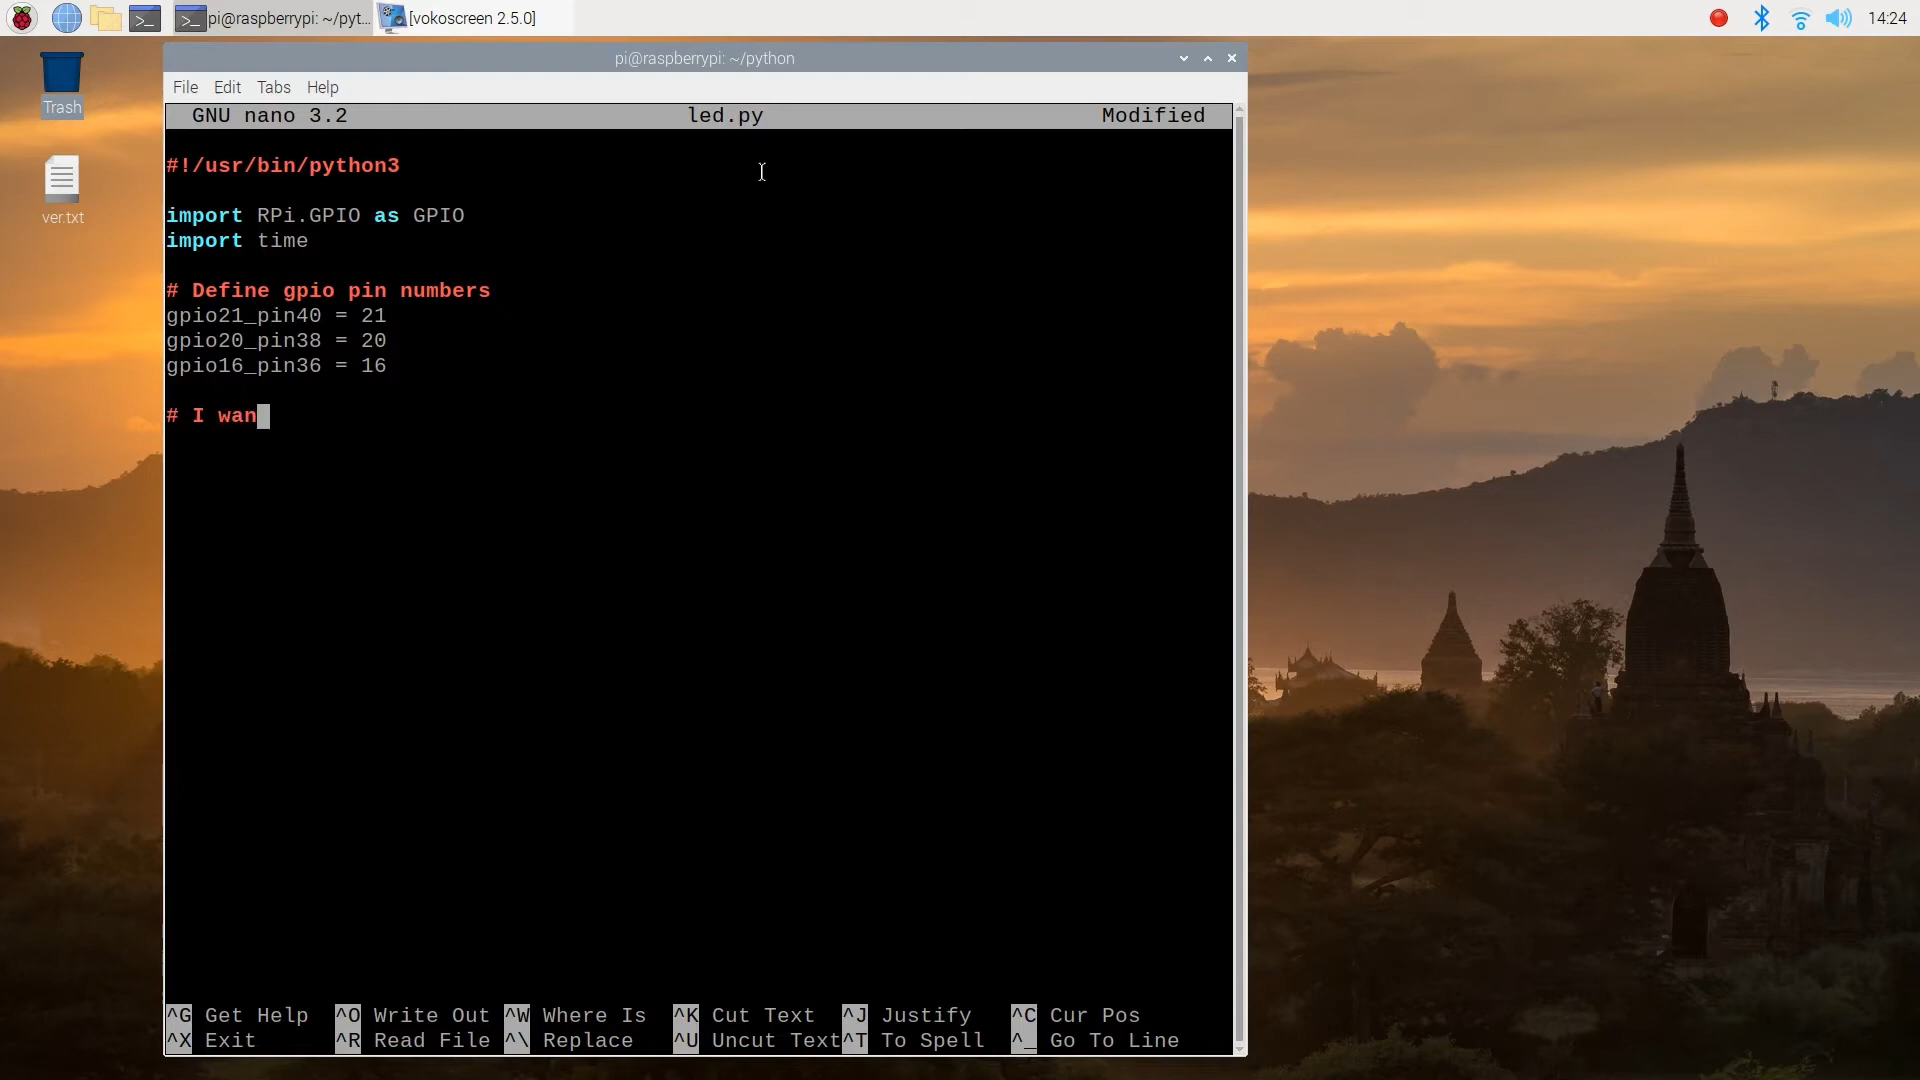 pi@raspberrypi: ~/pyt...
[vokoscreen 2.5.0]
14:24
Trash
ver.txt
pi@raspberrypi: ~/python
File Edit Tabs Help
GNU nano 3.2 led.py Modified
#!/usr/bin/python3
import RPi.GPIO as GPIO
import time
# Define gpio pin numbers
gpio21_pin40 = 21
gpio20_pin38 = 20
gpio16_pin36 = 16
# I wan
^G Get Help ^O Write Out ^W Where Is ^K Cut Text ^J Justify ^C Cur Pos
^X Exit ^R Read File ^\ Replace ^U Uncut Text ^T To Spell ^_ Go To Line